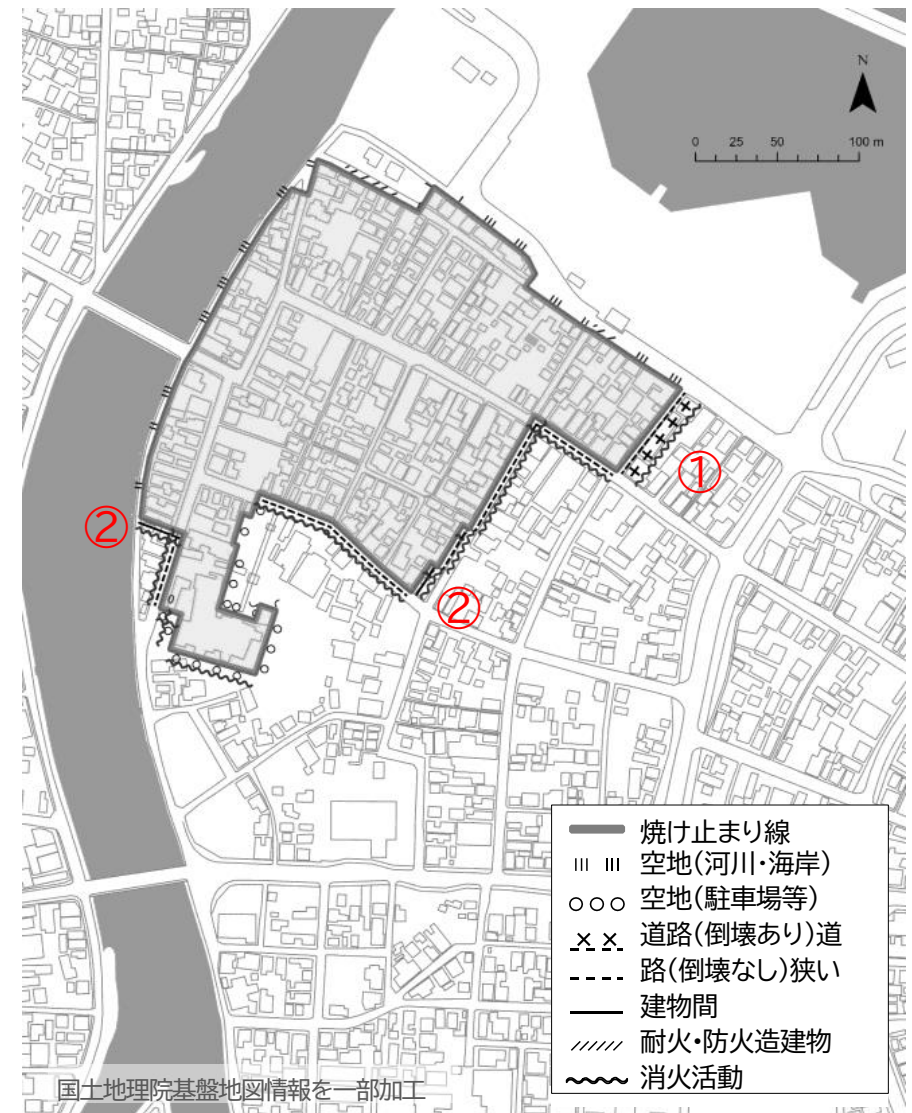 N
0 25 50 100 m
①
②
②
焼け止まり線
空地(河川・海岸)
空地(駐車場等)
道路(倒壊あり)道
路(倒壊なし)狭い
建物間
耐火・防火造建物
消火活動
国土地理院基盤地図情報を一部加工